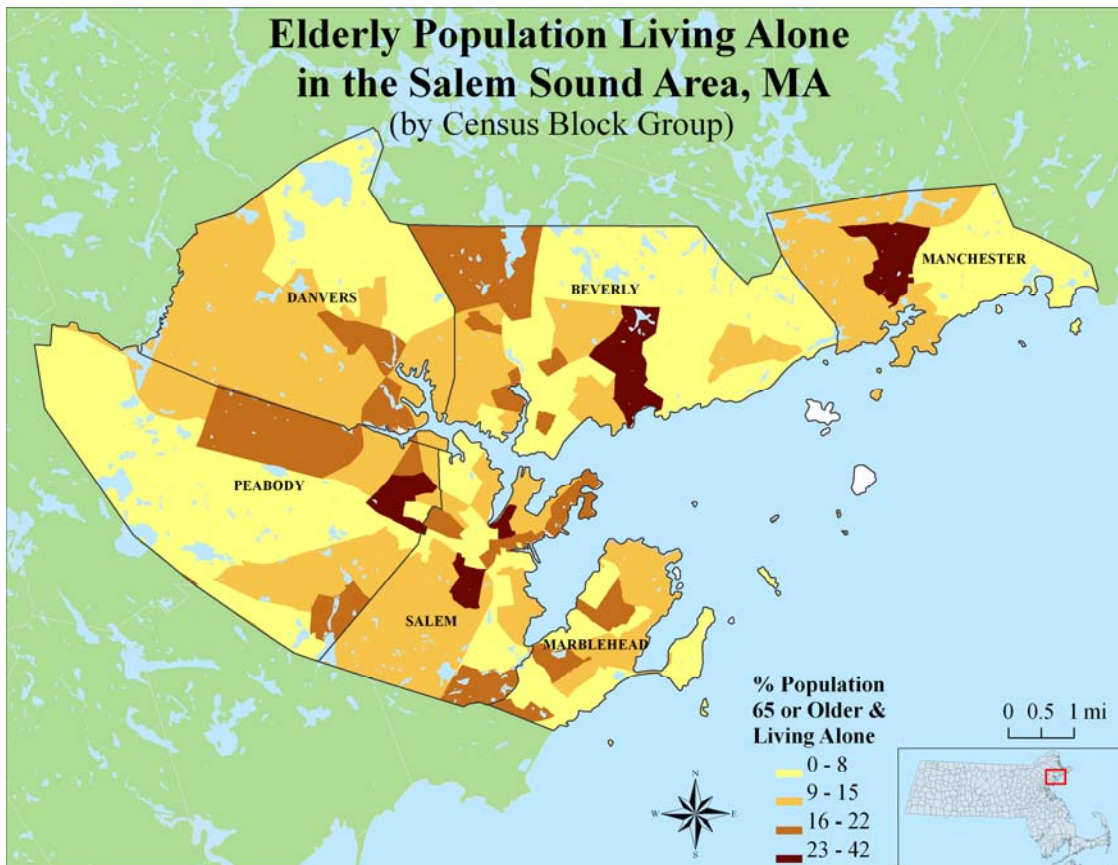 Elderly Population Living Alone
in the Salem Sound Area, MA
(by Census Block Group)
MANCHESTER
BEVERLY
DANVERS
PEABODY
SALEM
MARBLEHEAD
% Population
65 or Older &
Living Alone
0 - 8
9 - 15
16 - 22
23 - 42
0 0.5 1 mi
N
W E
S